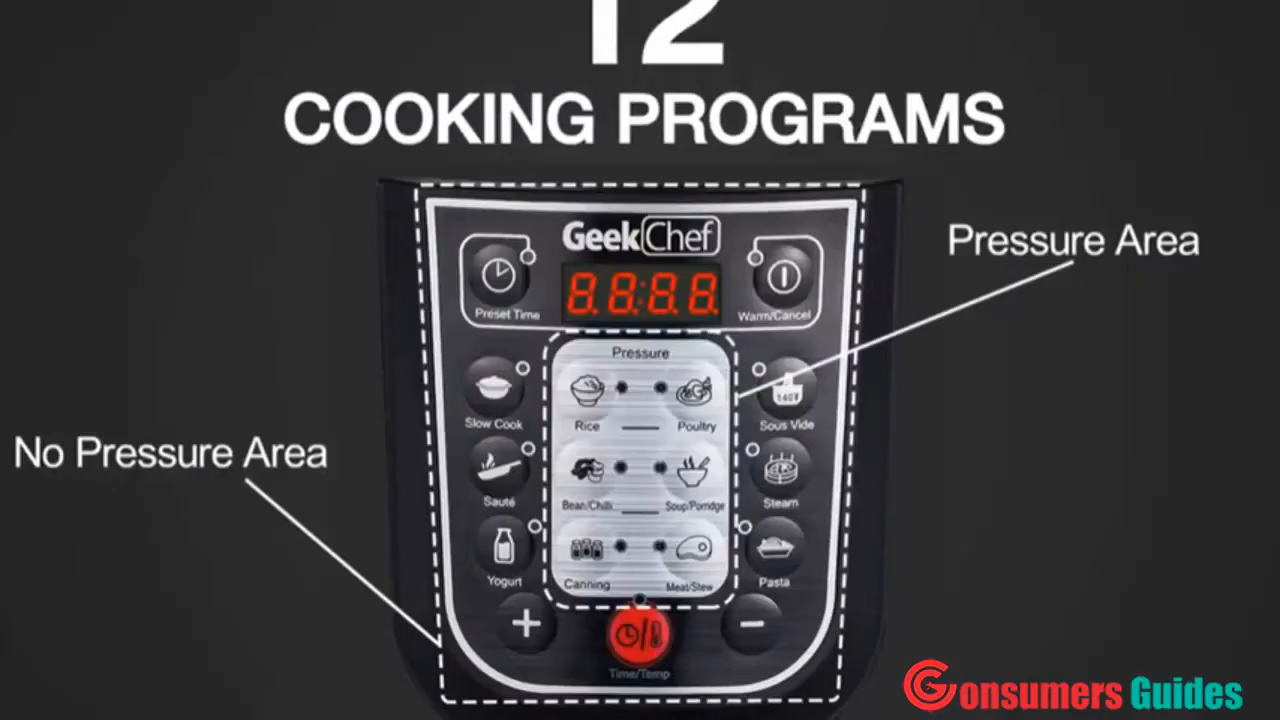 12
COOKING PROGRAMS
GeekChef
Pressure Area
8.8:8.8.
Preset Time
Warm/Cancel
Pressure
140°F
Slow Cook
Rice
Poultry
Sous Vide
No Pressure Area
Sauté
Bean/Chilli
Soup/Porridge
Steam
Yogurt
Canning
Meat/Stew
Pasta
+
−
Time/Temp
Consumers Guides